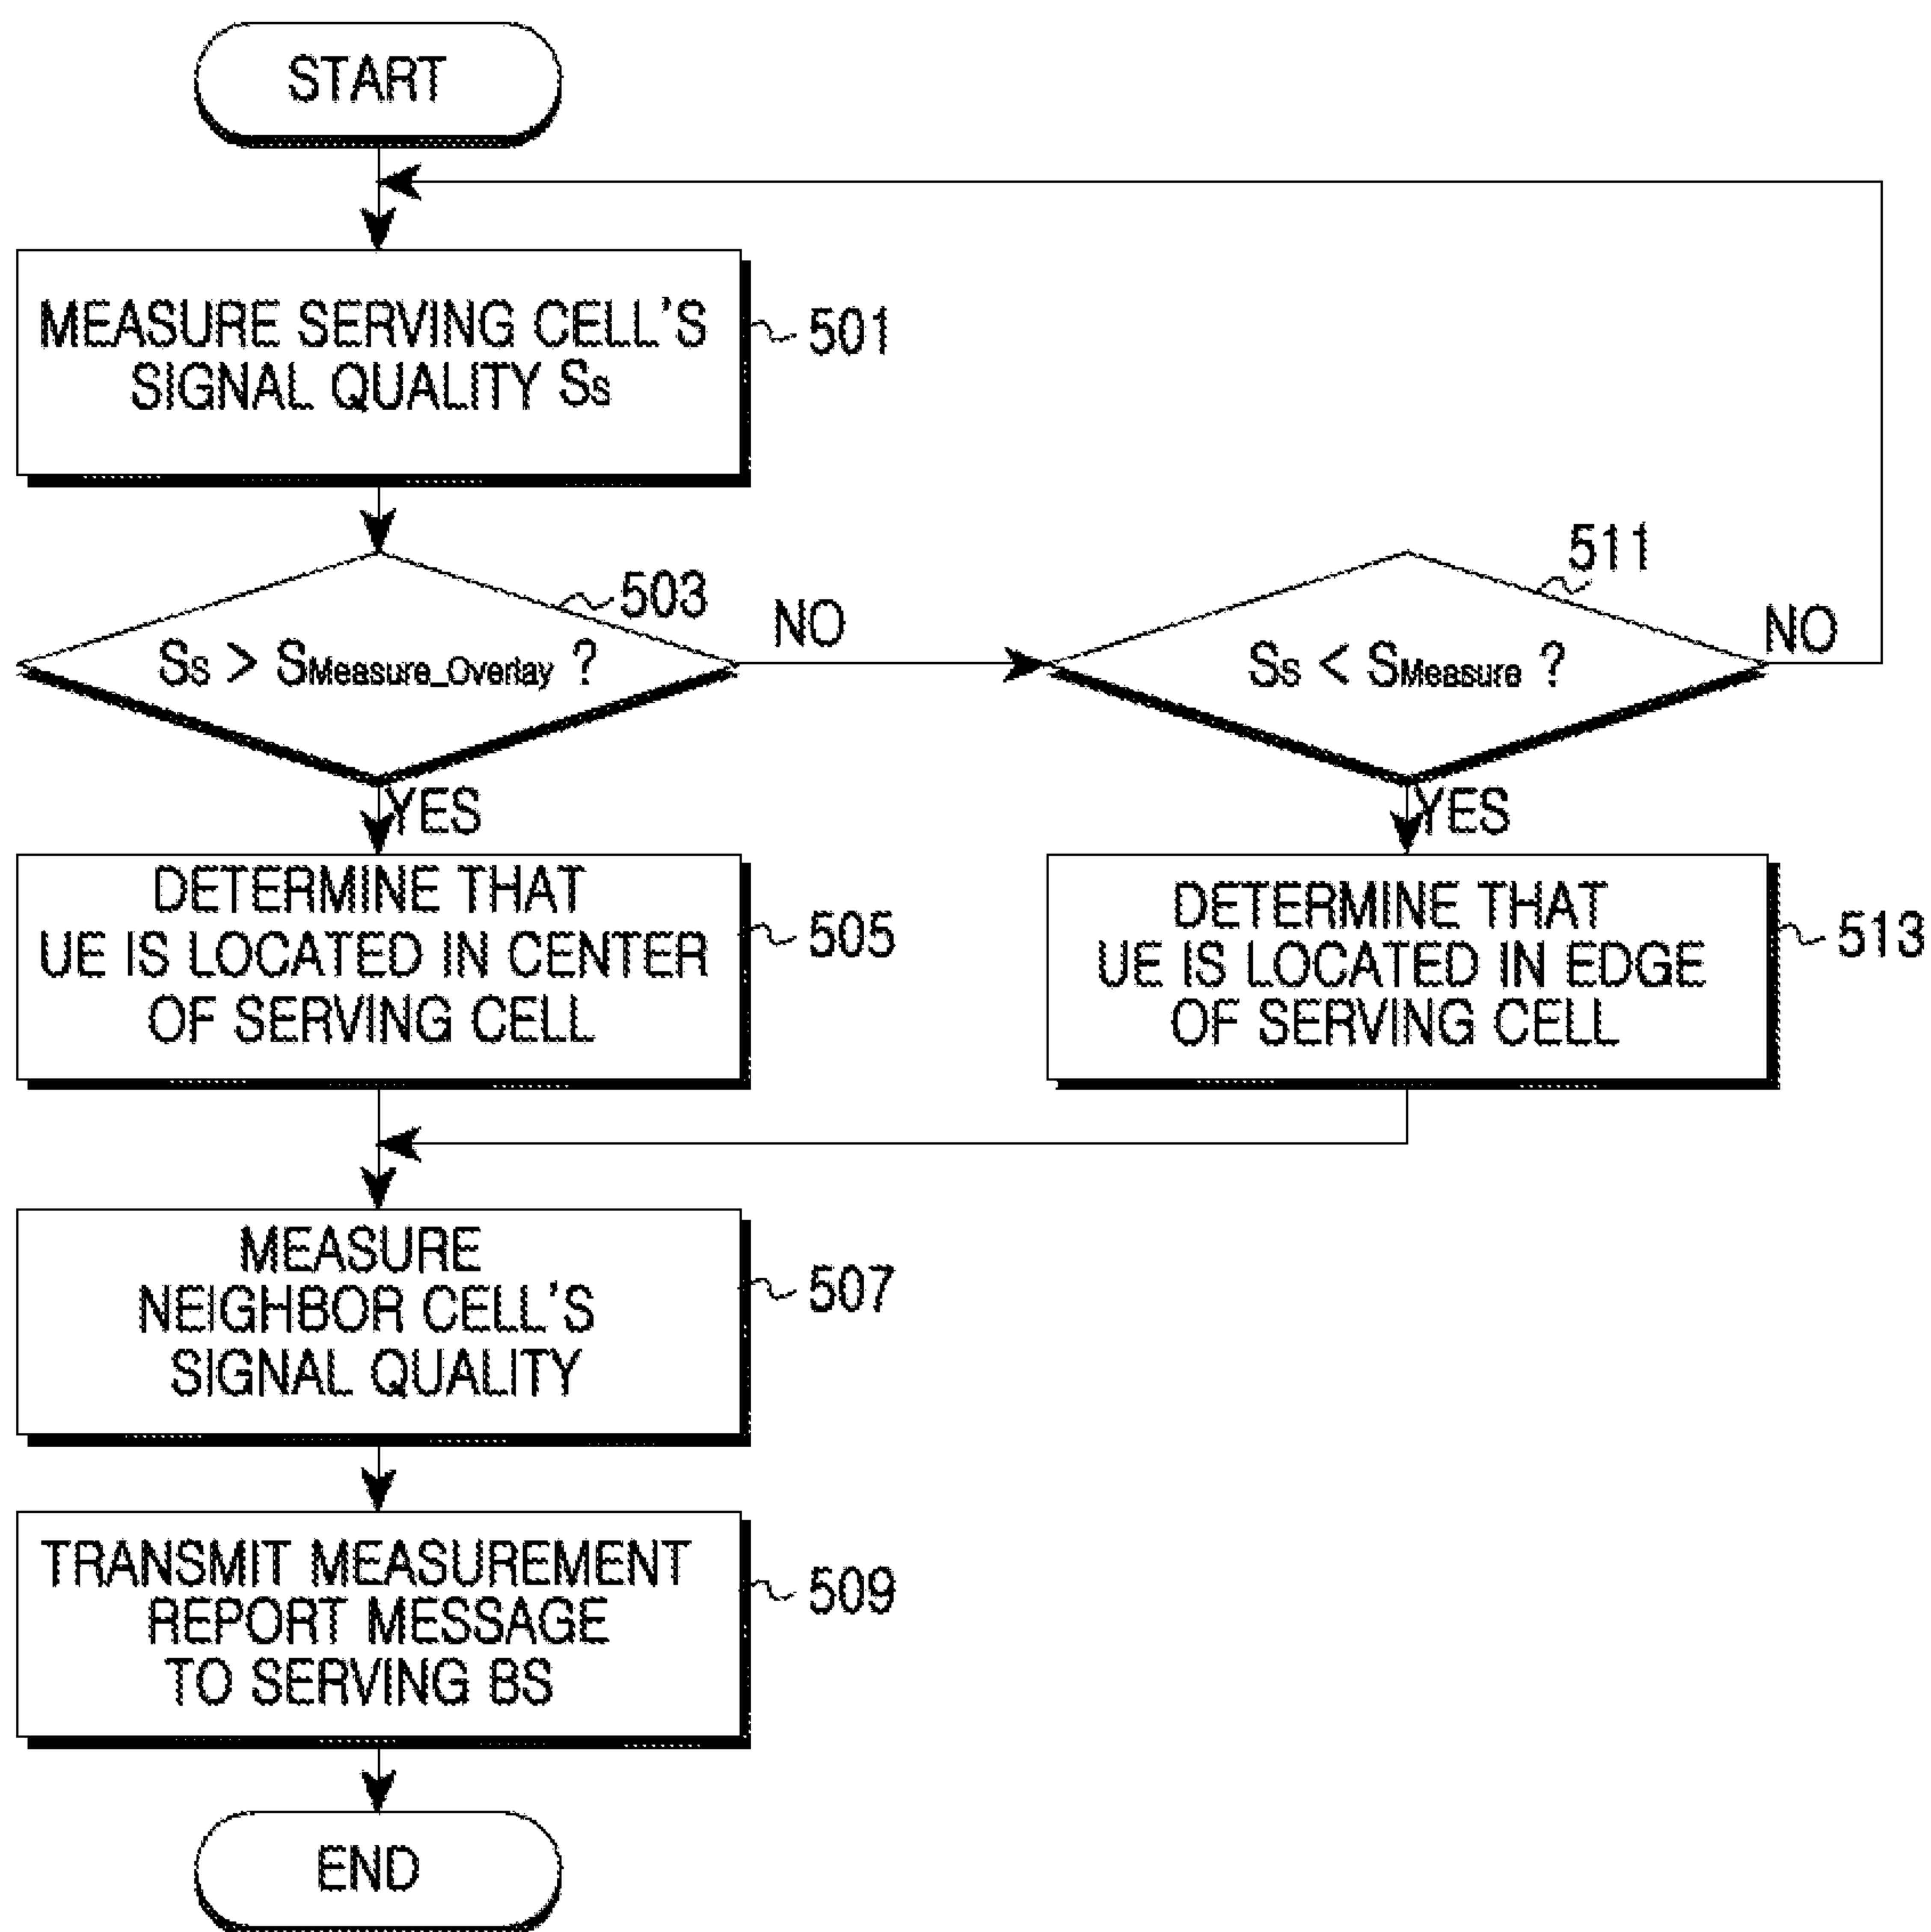 START
MEASURE SERVING CELL'S
SIGNAL QUALITY Ss
501
Ss > SMeasure_Overlay ?
503
NO
Ss < SMeasure ?
511
NO
YES
YES
DETERMINE THAT
UE IS LOCATED IN CENTER
OF SERVING CELL
505
DETERMINE THAT
UE IS LOCATED IN EDGE
OF SERVING CELL
513
MEASURE
NEIGHBOR CELL'S
SIGNAL QUALITY
507
TRANSMIT MEASUREMENT
REPORT MESSAGE
TO SERVING BS
509
END